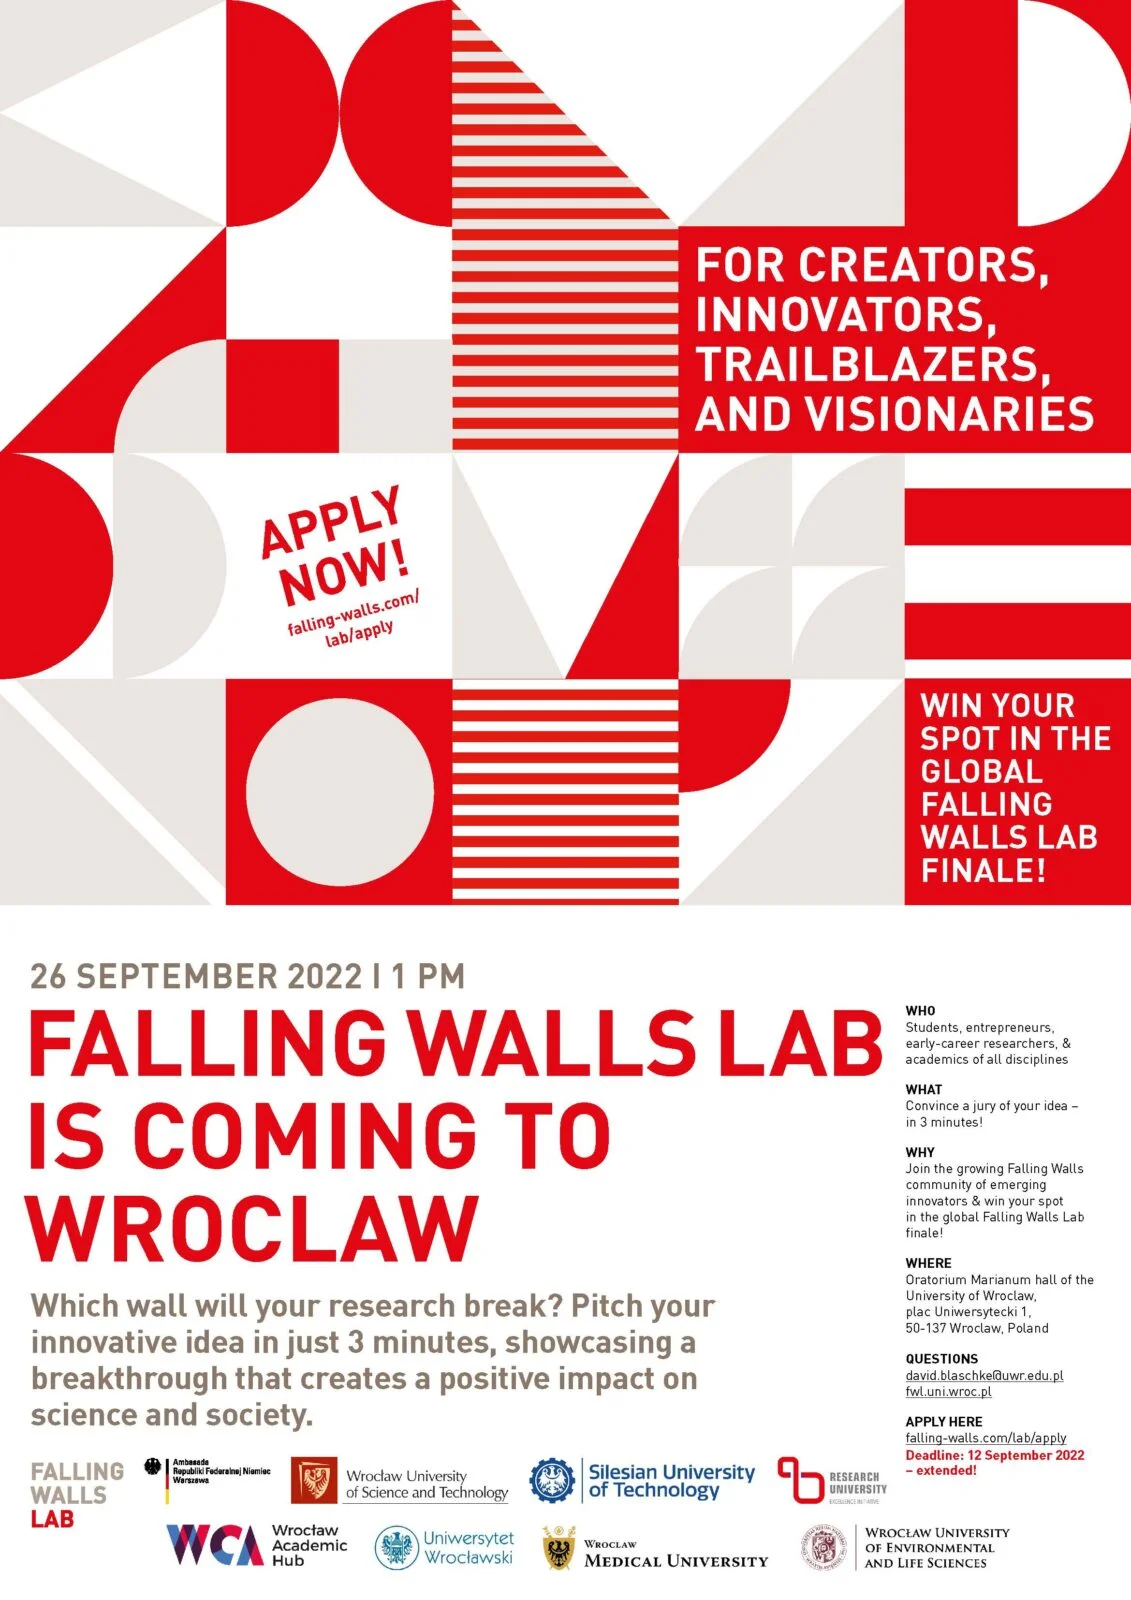 FOR CREATORS,
INNOVATORS,
TRAILBLAZERS,
AND VISIONARIES
APPLY
NOW!
falling-walls.com/
lab/apply
WIN YOUR
SPOT IN THE
GLOBAL
FALLING
WALLS LAB
FINALE!
26 SEPTEMBER 2022 I 1 PM
FALLING WALLS LAB
IS COMING TO
WROCLAW
Which wall will your research break? Pitch your
innovative idea in just 3 minutes, showcasing a
breakthrough that creates a positive impact on
science and society.
WHO
Students, entrepreneurs,
early-career researchers, &
academics of all disciplines
WHAT
Convince a jury of your idea –
in 3 minutes!
WHY
Join the growing Falling Walls
community of emerging
innovators & win your spot
in the global Falling Walls Lab
finale!
WHERE
Oratorium Marianum hall of the
University of Wroclaw,
plac Uniwersytecki 1,
50-137 Wroclaw, Poland
QUESTIONS
david.blaschke@uwr.edu.pl
fwl.uni.wroc.pl
APPLY HERE
falling-walls.com/lab/apply
Deadline: 12 September 2022
– extended!
FALLING
WALLS
LAB
Ambasada
Republiki Federalnej Niemiec
Warszawa
Wrocław University
of Science and Technology
Silesian University
of Technology
RESEARCH
UNIVERSITY
EXCELLENCE INITIATIVE
WCA
Wrocław
Academic
Hub
Uniwersytet
Wrocławski
WROCLAW
MEDICAL UNIVERSITY
WROCŁAW UNIVERSITY
OF ENVIRONMENTAL
AND LIFE SCIENCES